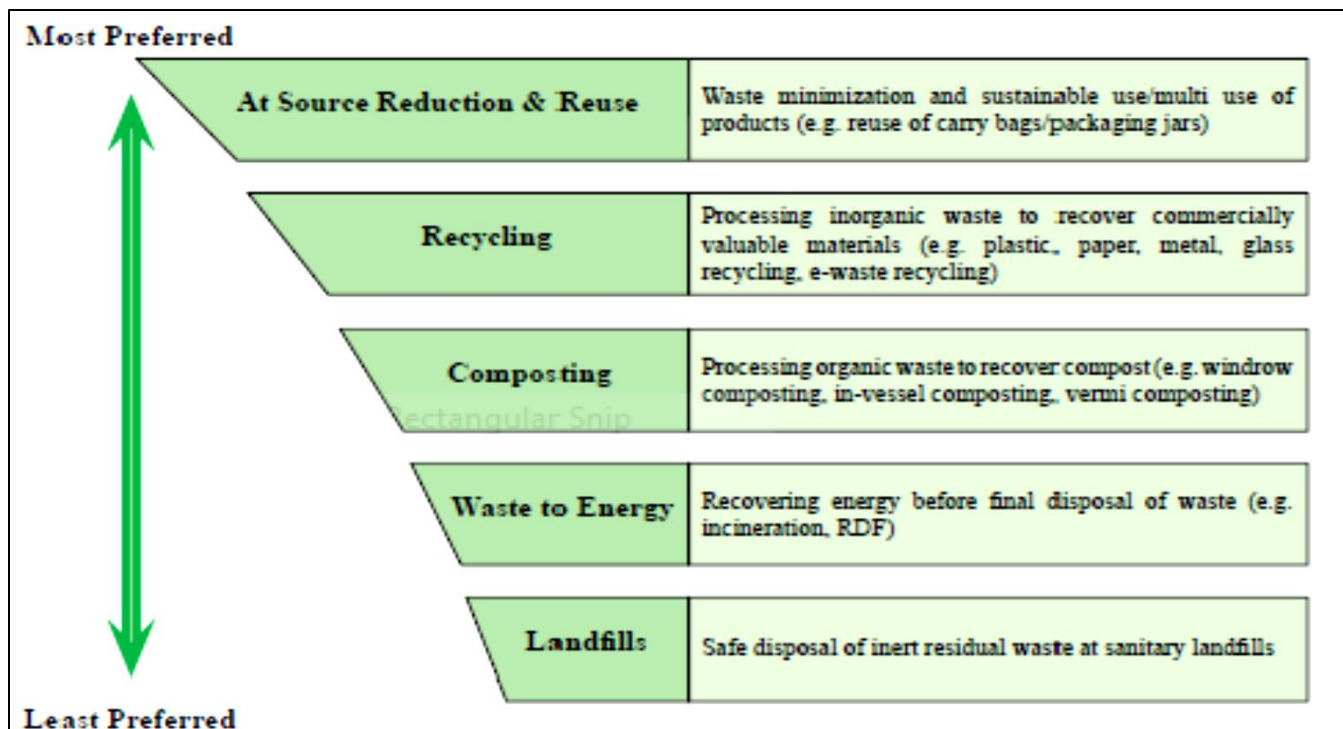 Most Preferred
At Source Reduction & Reuse
Waste minimization and sustainable use/multi use of
products (e.g. reuse of carry bags/packaging jars)
Recycling
Processing inorganic waste to recover commercially
valuable materials (e.g. plastic, paper, metal, glass
recycling, e-waste recycling)
Composting
Rectangular Snip
Processing organic waste to recover compost (e.g. windrow
composting, in-vessel composting, vermi composting)
Waste to Energy
Recovering energy before final disposal of waste (e.g.
incineration, RDF)
Landfills
Safe disposal of inert residual waste at sanitary landfills
Least Preferred